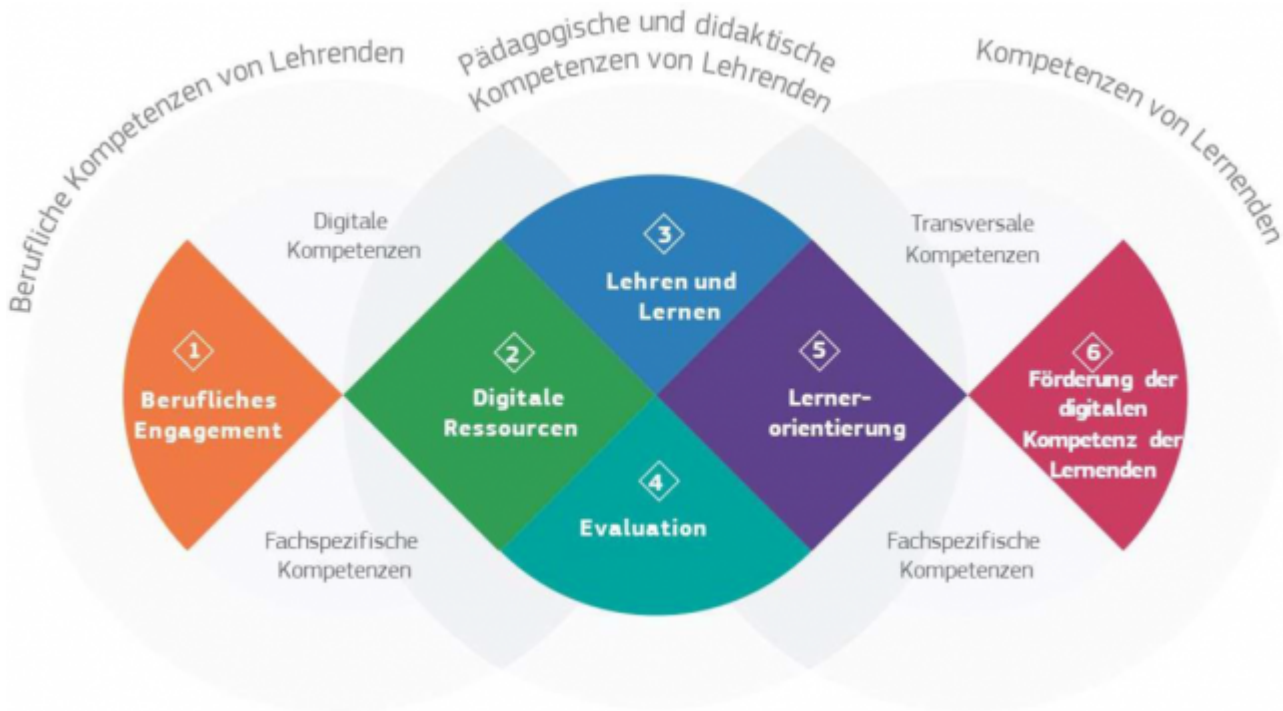 Berufliche Kompetenzen von Lehrenden
Pädagogische und didaktische
Kompetenzen von Lehrenden
Kompetenzen von Lernenden
Digitale
Kompetenzen
Transversale
Kompetenzen
1
Berufliches
Engagement
2
Digitale
Ressourcen
3
Lehren und
Lernen
4
Evaluation
5
Lerner-
orientierung
6
Förderung der
digitalen
Kompetenz der
Lernenden
Fachspezifische
Kompetenzen
Fachspezifische
Kompetenzen